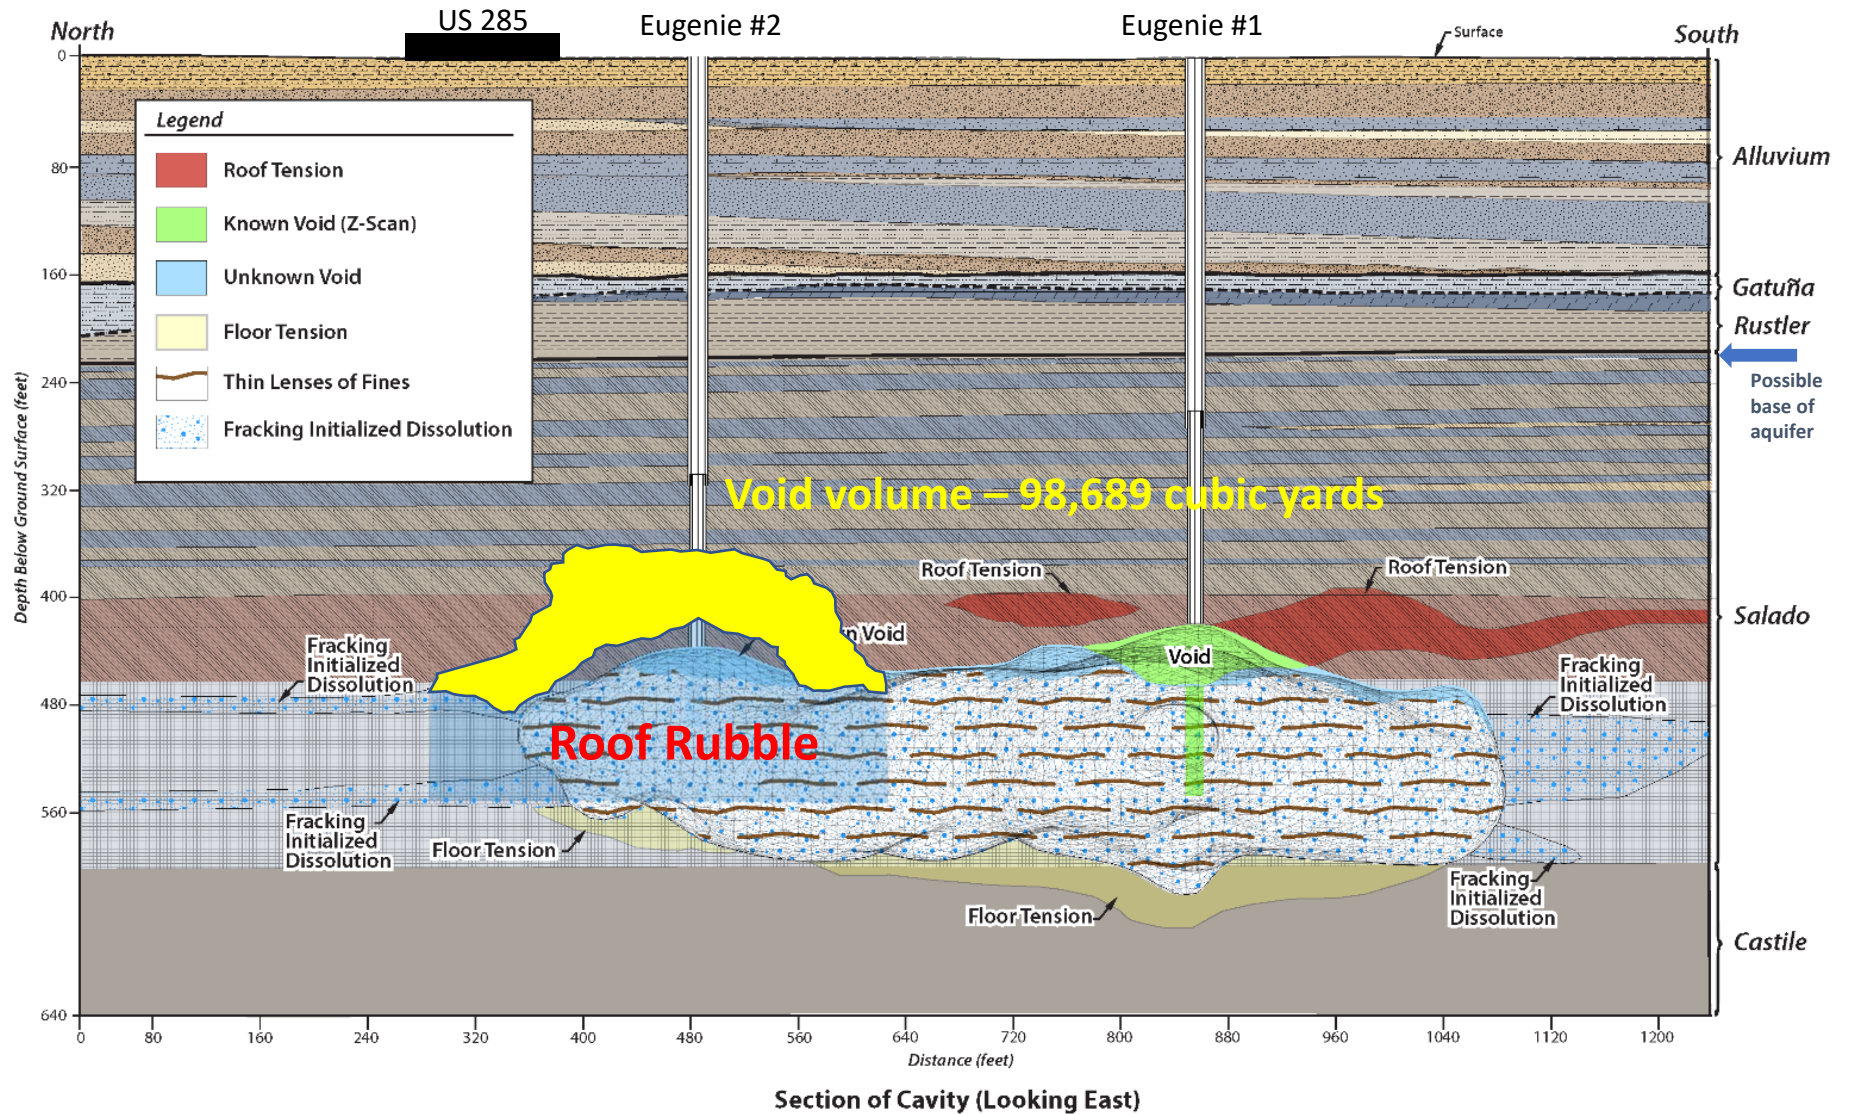 US 285
Eugenie #2
Eugenie #1
North
Surface
South
0
80
160
240
320
400
480
560
640
Depth Below Ground Surface (feet)
Legend
Roof Tension
Known Void (Z-Scan)
Unknown Void
Floor Tension
Thin Lenses of Fines
Fracking Initialized Dissolution
Alluvium
Gatuña
Rustler
Possible
base of
aquifer
Salado
Castile
Void volume – 98,689 cubic yards
Roof Tension
Roof Tension
n Void
Void
Fracking
Initialized
Dissolution
Fracking
Initialized
Dissolution
Roof Rubble
Fracking
Initialized
Dissolution
Floor Tension
Fracking
Initialized
Dissolution
Floor Tension
0
80
160
240
320
400
480
560
640
720
800
880
960
1040
1120
1200
Distance (feet)
Section of Cavity (Looking East)